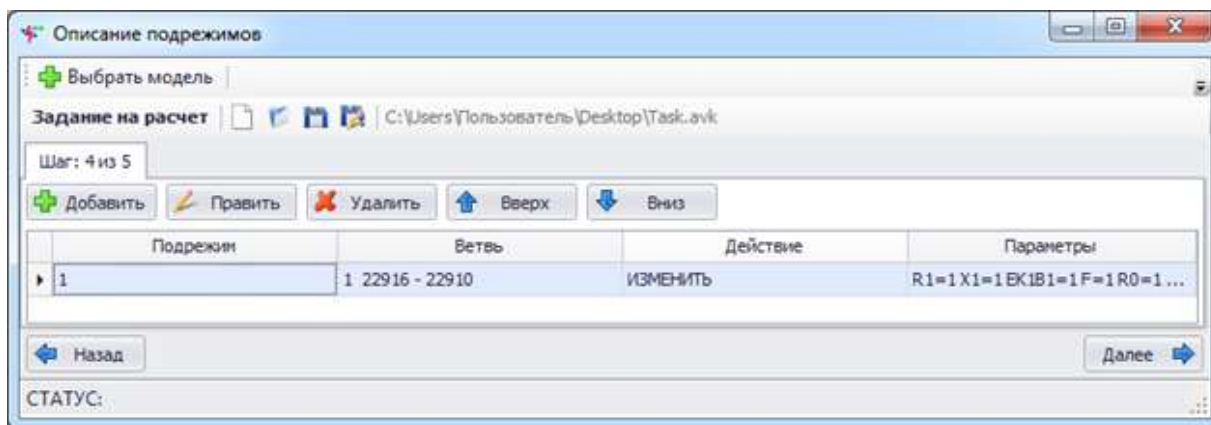 Описание подрежимов
Выбрать модель
Задание на расчет C:\Users\Пользователь\Desktop\Task.avk
Шаг: 4 из 5
Добавить Править Удалить Вверх Вниз
Подрежим Ветвь Действие Параметры
1 1 22916 - 22910 ИЗМЕНИТЬ R1=1 X1=1 EK1B1=1 F=1 R0=1 ...
Назад Далее
СТАТУС: